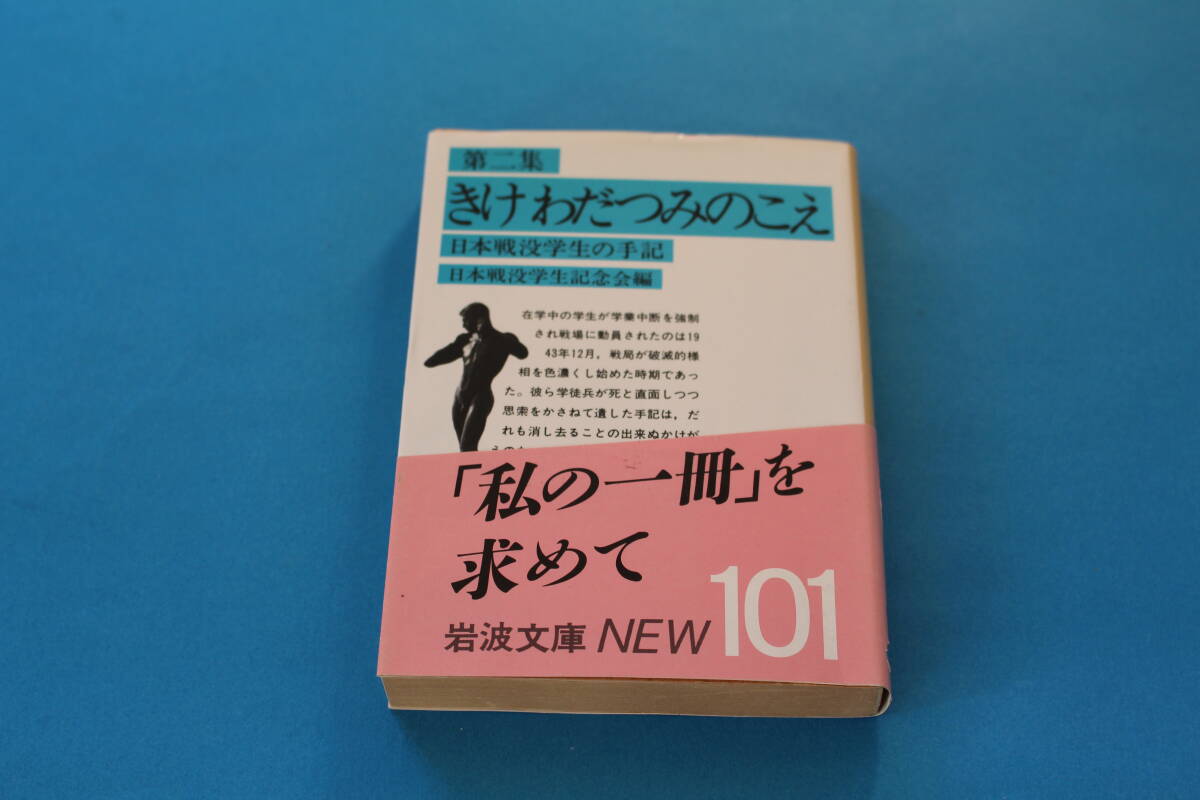 第二集
きけ わだつみのこえ
日本戦没学生の手記
日本戦没学生記念会編
在学中の学生が学業中断を強制
され戦場に動員されたのは19
43年12月，戦局が破滅的様
相を色濃くし始めた時期であっ
た。彼ら学徒兵が死と直面しつつ
思索をかさねて遺した手記は，だ
れも消し去ることの出来ぬかけが
「私の一冊」を
求めて
岩波文庫 NEW 101